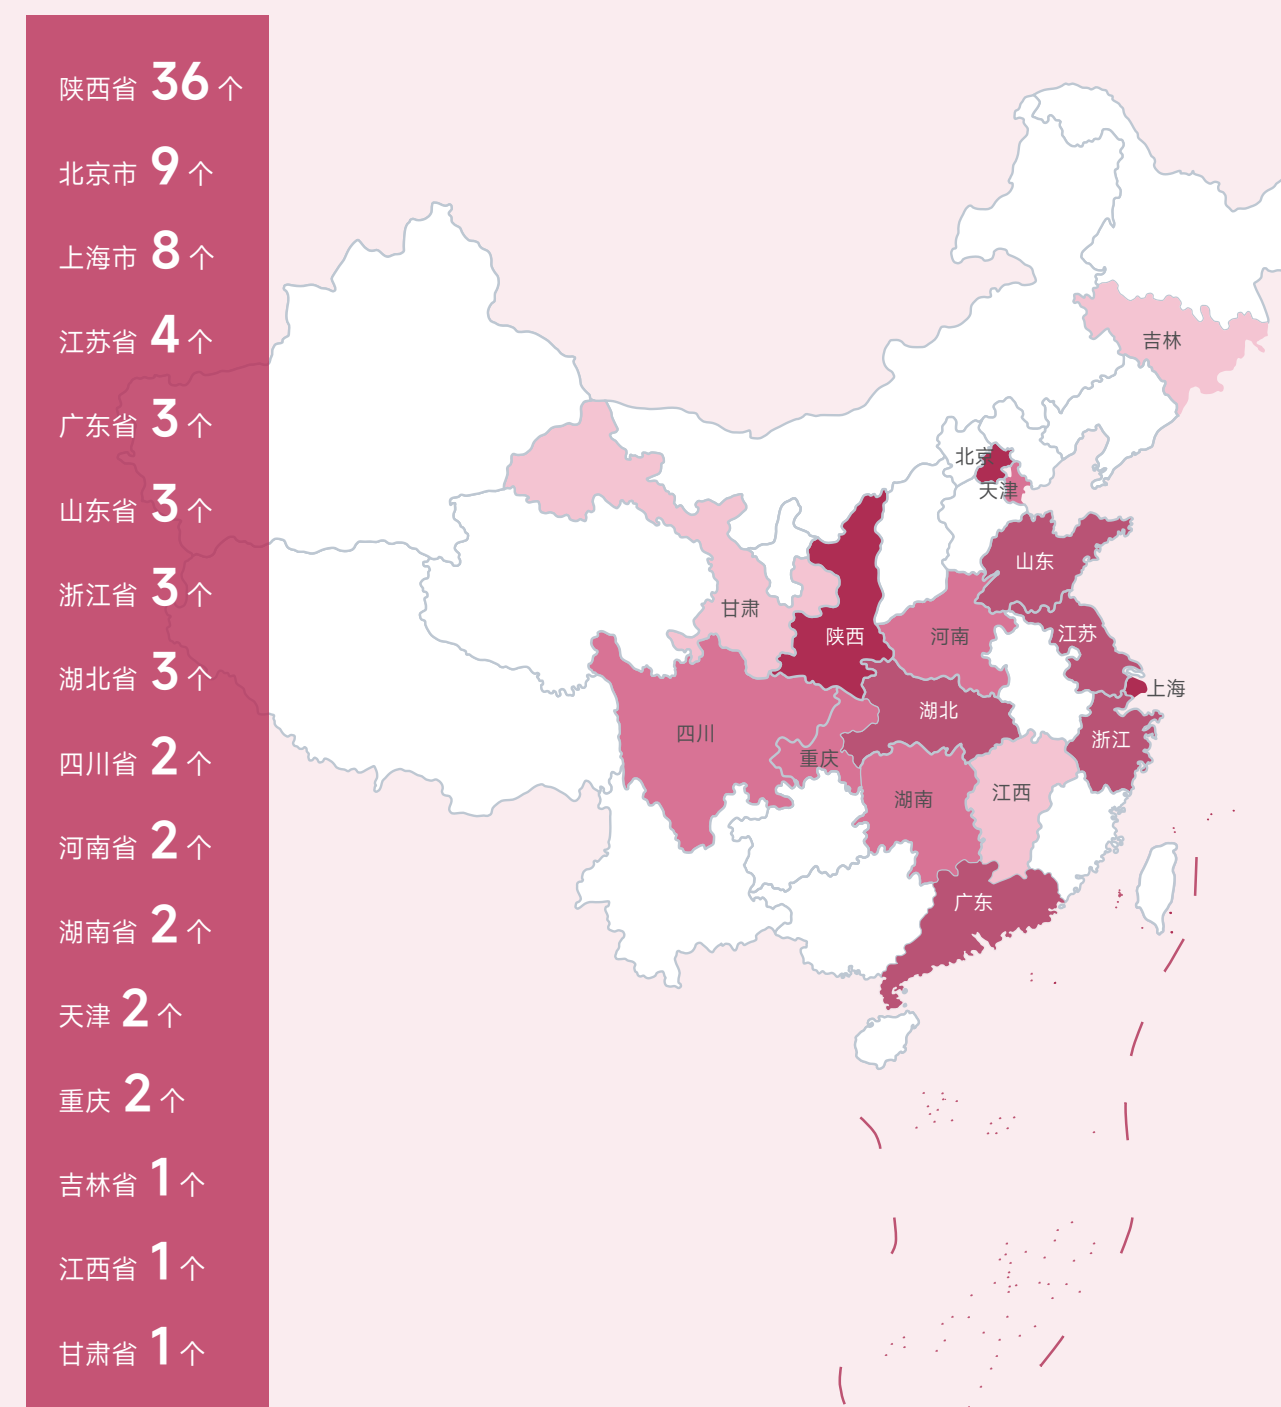 陕西省 36 个
北京市 9 个
上海市 8 个
江苏省 4 个
广东省 3 个
山东省 3 个
浙江省 3 个
湖北省 3 个
四川省 2 个
河南省 2 个
湖南省 2 个
天津 2 个
重庆 2 个
吉林省 1 个
江西省 1 个
甘肃省 1 个
吉林
北京
天津
山东
甘肃
陕西
河南
江苏
上海
湖北
四川
浙江
重庆
湖南
江西
广东